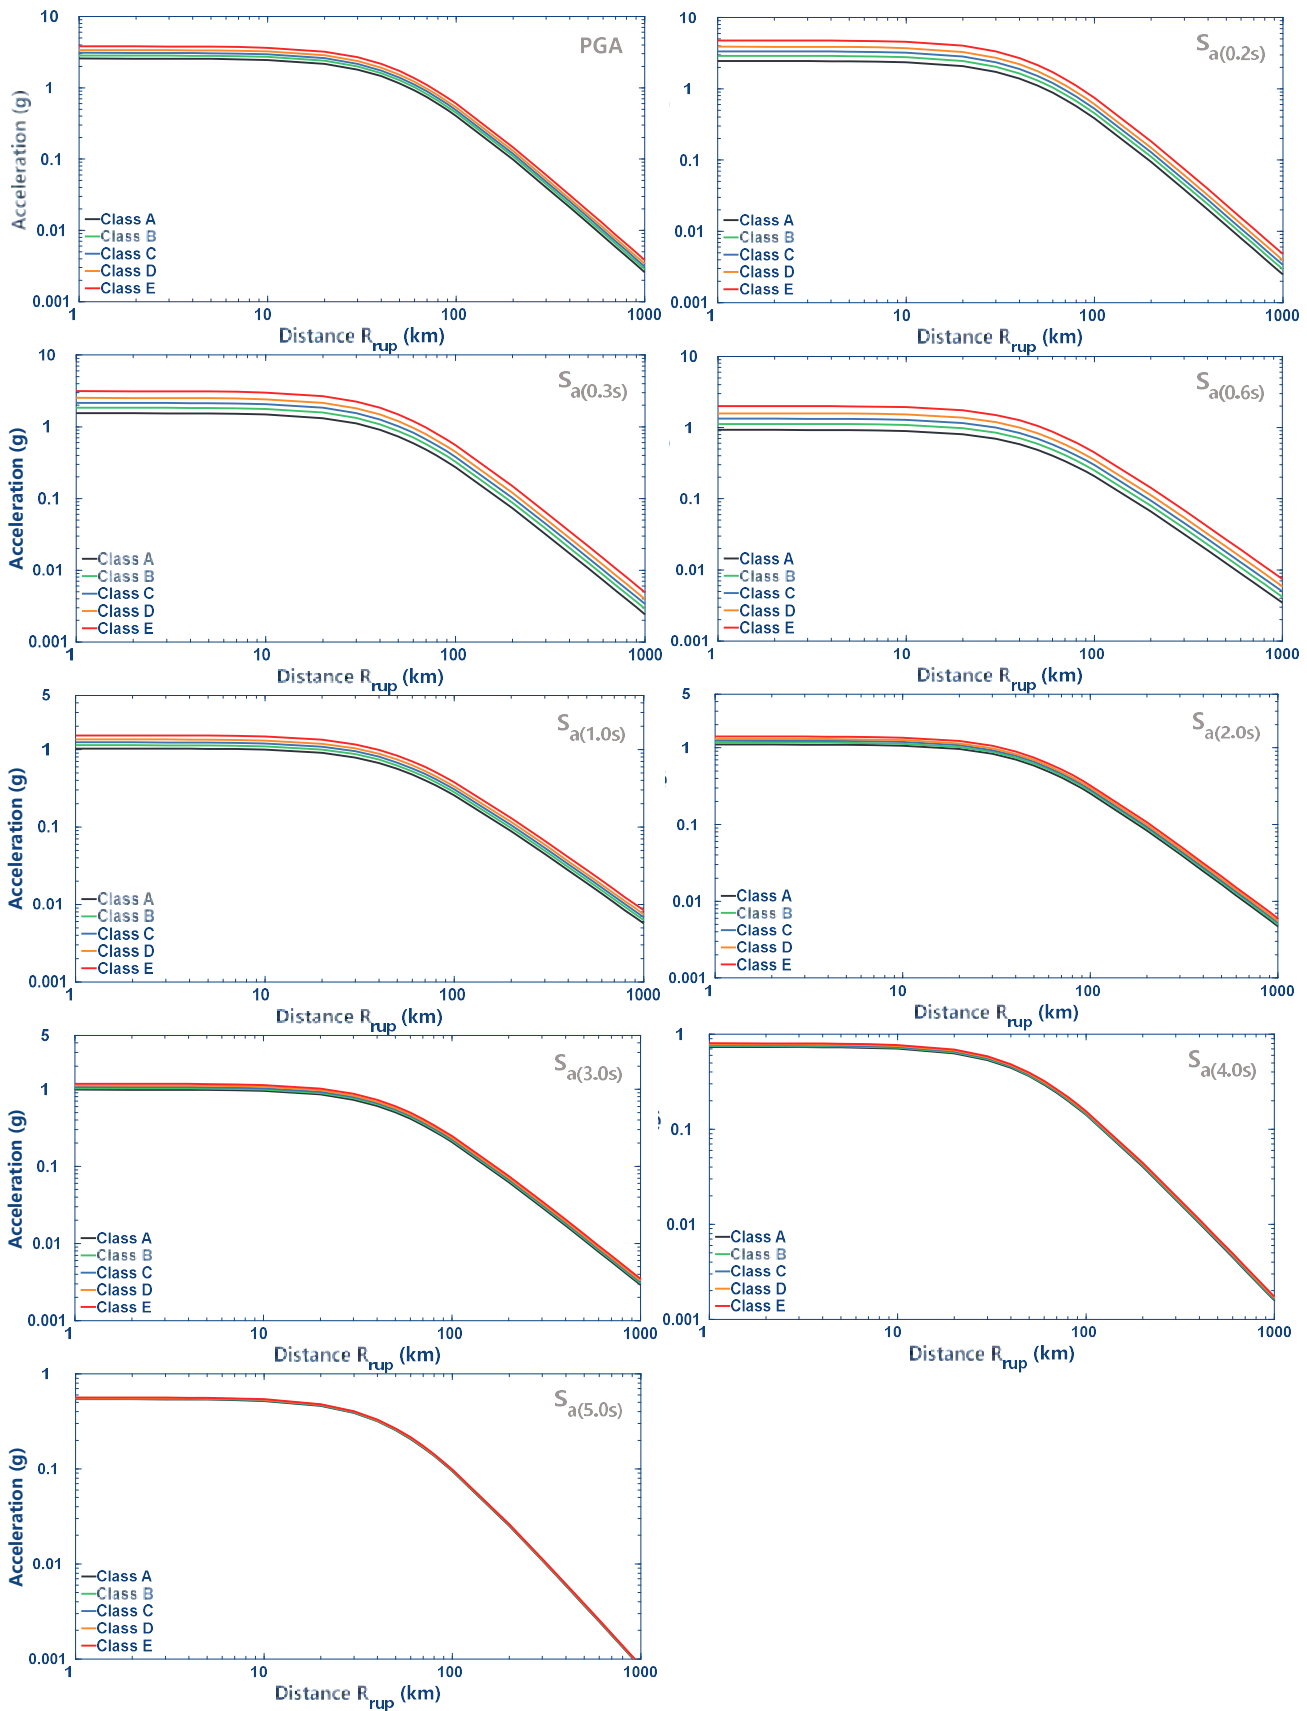 10
1
0.1
0.01
0.001
Acceleration (g)
PGA
Class A
Class B
Class C
Class D
Class E
1
10
100
1000
Distance Rrup (km)
10
1
0.1
0.01
0.001
Sa(0.2s)
Class A
Class B
Class C
Class D
Class E
1
10
100
1000
Distance Rrup (km)
10
1
0.1
0.01
0.001
Acceleration (g)
Sa(0.3s)
Class A
Class B
Class C
Class D
Class E
1
10
100
1000
Distance Rrup (km)
10
1
0.1
0.01
0.001
Sa(0.6s)
Class A
Class B
Class C
Class D
Class E
1
10
100
1000
Distance Rrup (km)
5
1
0.1
0.01
0.001
Acceleration (g)
Sa(1.0s)
Class A
Class B
Class C
Class D
Class E
1
10
100
1000
Distance Rrup (km)
5
1
0.1
0.01
0.001
Sa(2.0s)
Class A
Class B
Class C
Class D
Class E
1
10
100
1000
Distance Rrup (km)
5
1
0.1
0.01
0.001
Acceleration (g)
Sa(3.0s)
Class A
Class B
Class C
Class D
Class E
1
10
100
1000
Distance Rrup (km)
1
0.1
0.01
0.001
Sa(4.0s)
Class A
Class B
Class C
Class D
Class E
1
10
100
1000
Distance Rrup (km)
1
0.1
0.01
0.001
Acceleration (g)
Sa(5.0s)
Class A
Class B
Class C
Class D
Class E
1
10
100
1000
Distance Rrup (km)